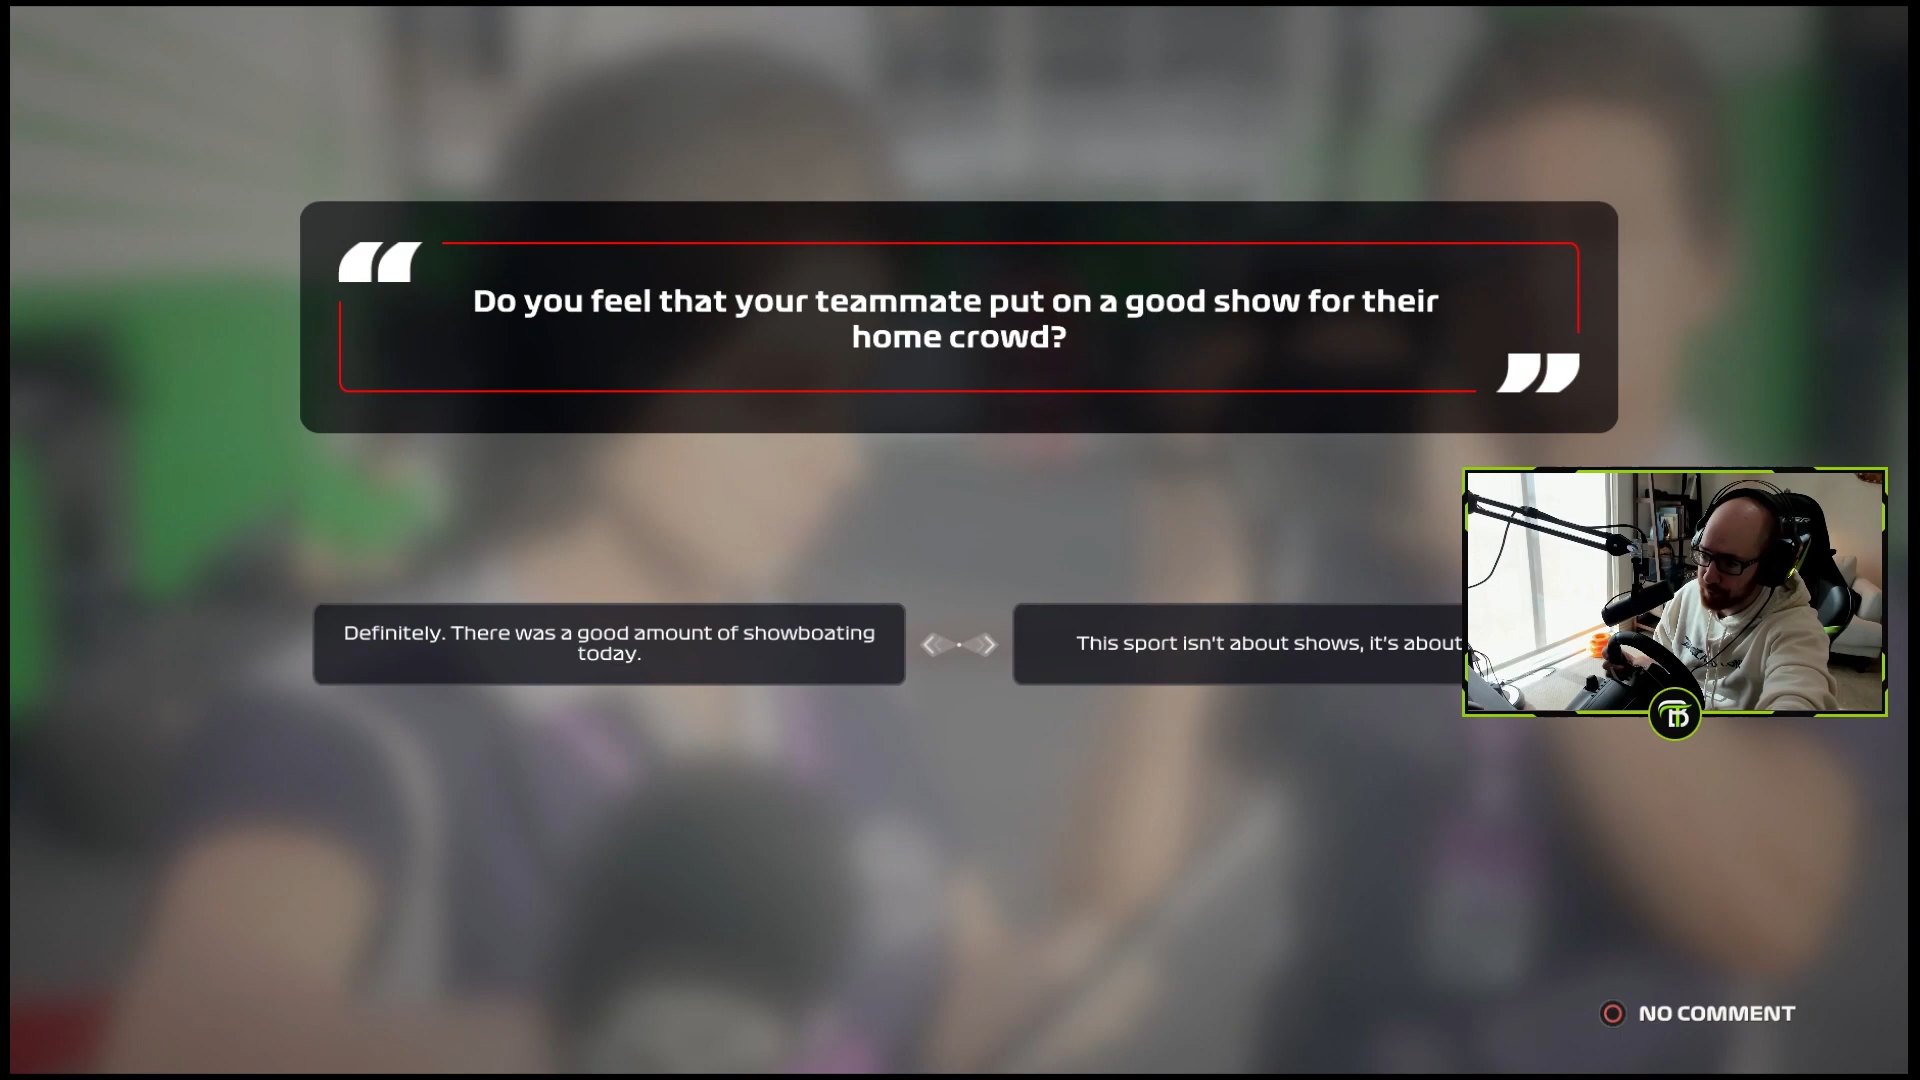 Do you feel that your teammate put on a good show for their
home crowd?
Definitely. There was a good amount of showboating
today.
This sport isn't about shows, it's about
NO COMMENT